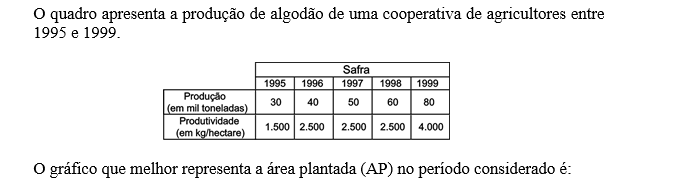 O quadro apresenta a produção de algodão de uma cooperativa de agricultores entre
1995 e 1999.
Safra
1995 1996 1997 1998 1999
Produção
(em mil toneladas) 30 40 50 60 80
Produtividade
(em kg/hectare) 1.500 2.500 2.500 2.500 4.000
O gráfico que melhor representa a área plantada (AP) no período considerado é: